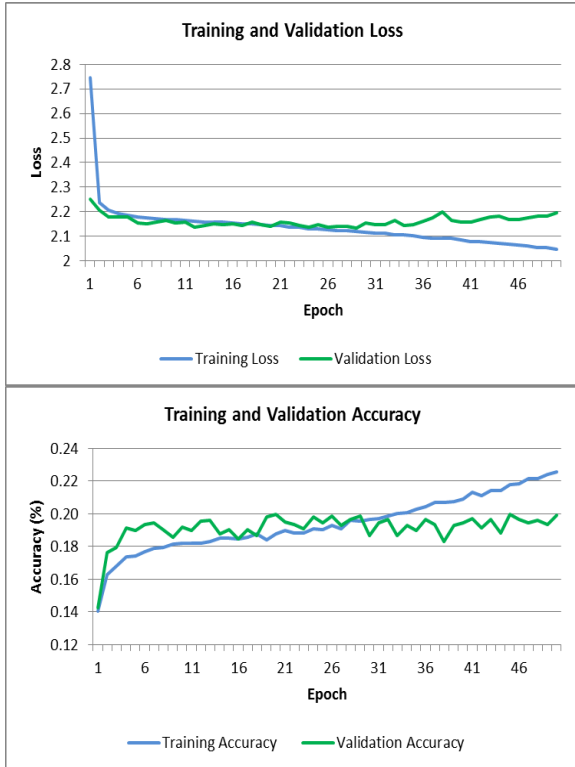 Training and Validation Loss
2.8
2.7
2.6
2.5
2.4
2.3
2.2
2.1
2
Loss
1 6 11 16 21 26 31 36 41 46
Epoch
Training Loss Validation Loss
Training and Validation Accuracy
0.24
0.22
0.20
0.18
0.16
0.14
0.12
Accuracy (%)
1 6 11 16 21 26 31 36 41 46
Epoch
Training Accuracy Validation Accuracy